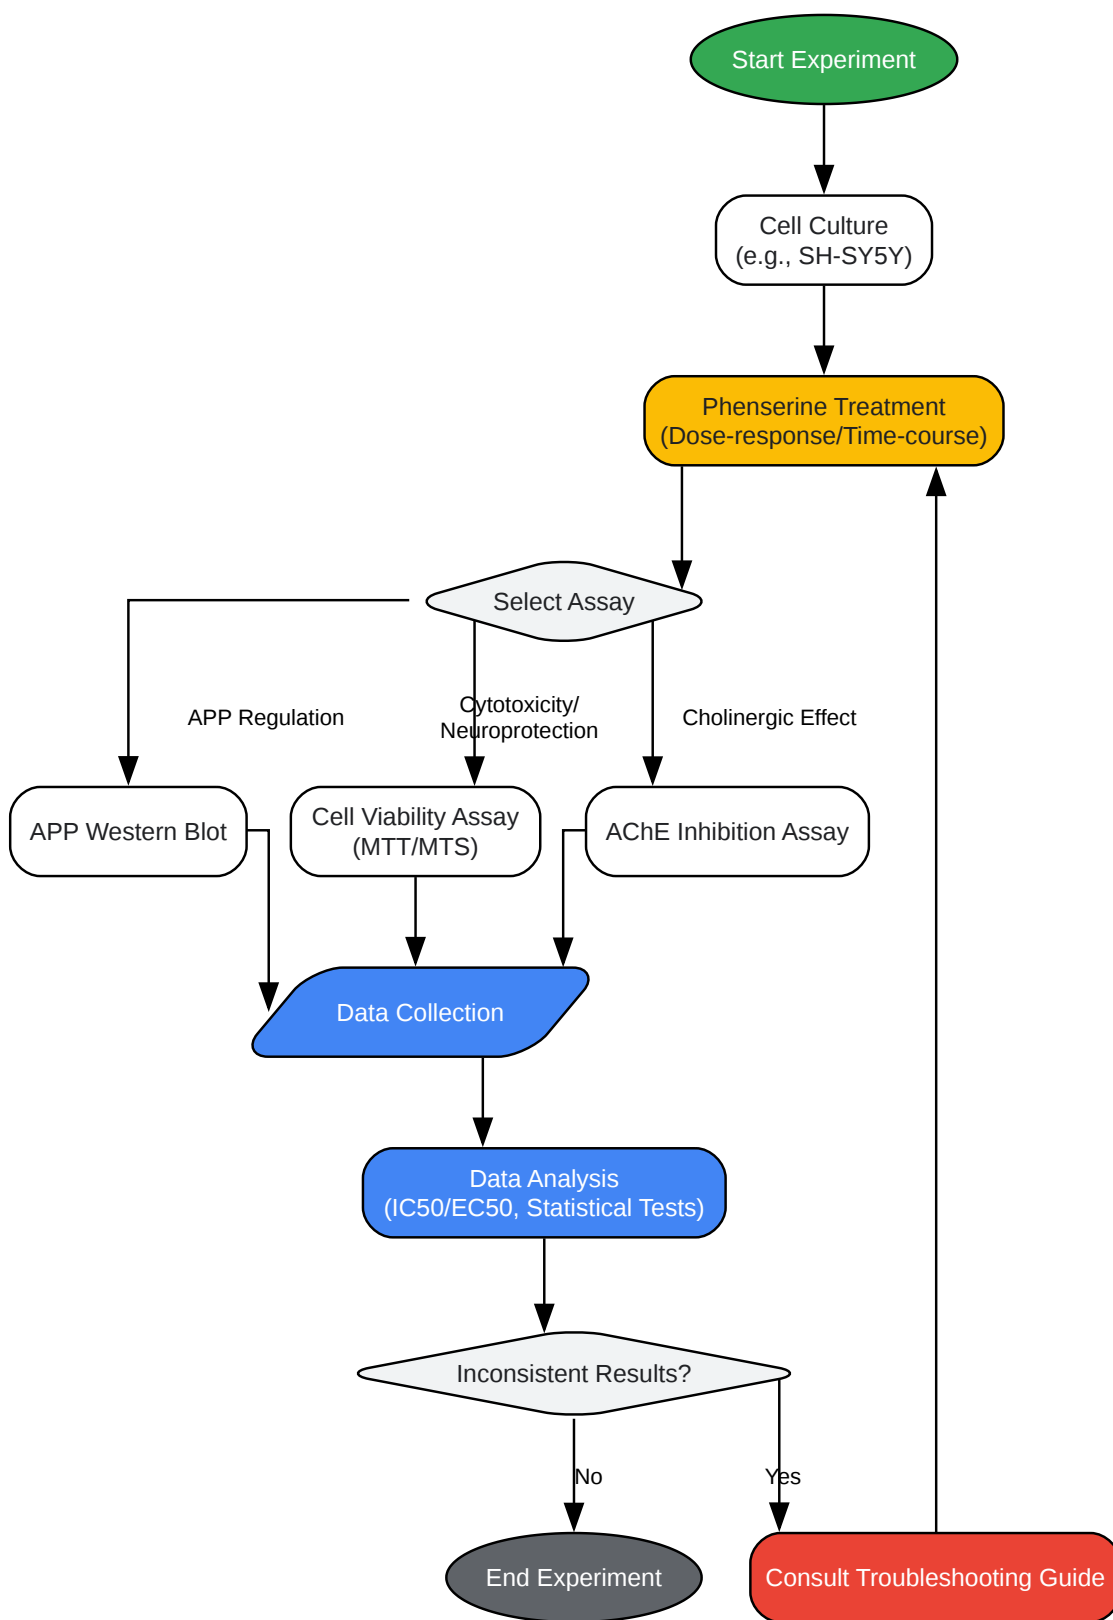 Start Experiment
Cell Culture
(e.g., SH-SY5Y)
Phenserine Treatment
(Dose-response/Time-course)
Select Assay
APP Regulation
Cytotoxicity/
Neuroprotection
Cholinergic Effect
APP Western Blot
Cell Viability Assay
(MTT/MTS)
AChE Inhibition Assay
Data Collection
Data Analysis
(IC50/EC50, Statistical Tests)
Inconsistent Results?
No
Yes
End Experiment
Consult Troubleshooting Guide